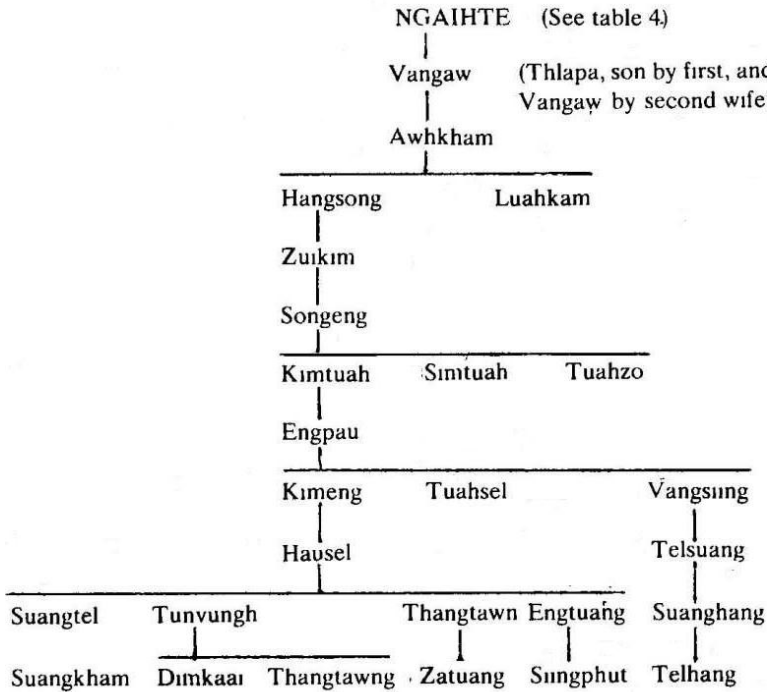 NGAIHTE (See table 4.)
Vangaw (Thlapa, son by first, and
Vangaw by second wife
Awhkham
Hangsong Luahkam
Zuikim
Songeng
Kimtuah Simtuah Tuahzo
Engpau
Kimeng Tuahsel Vangsiing
Hausel Telsuang
Suangtel Tunvungh Thangtawn Engtuang Suanghang
Suangkham Dimkaai Thangtawng Zatuang Siingphut Telhang